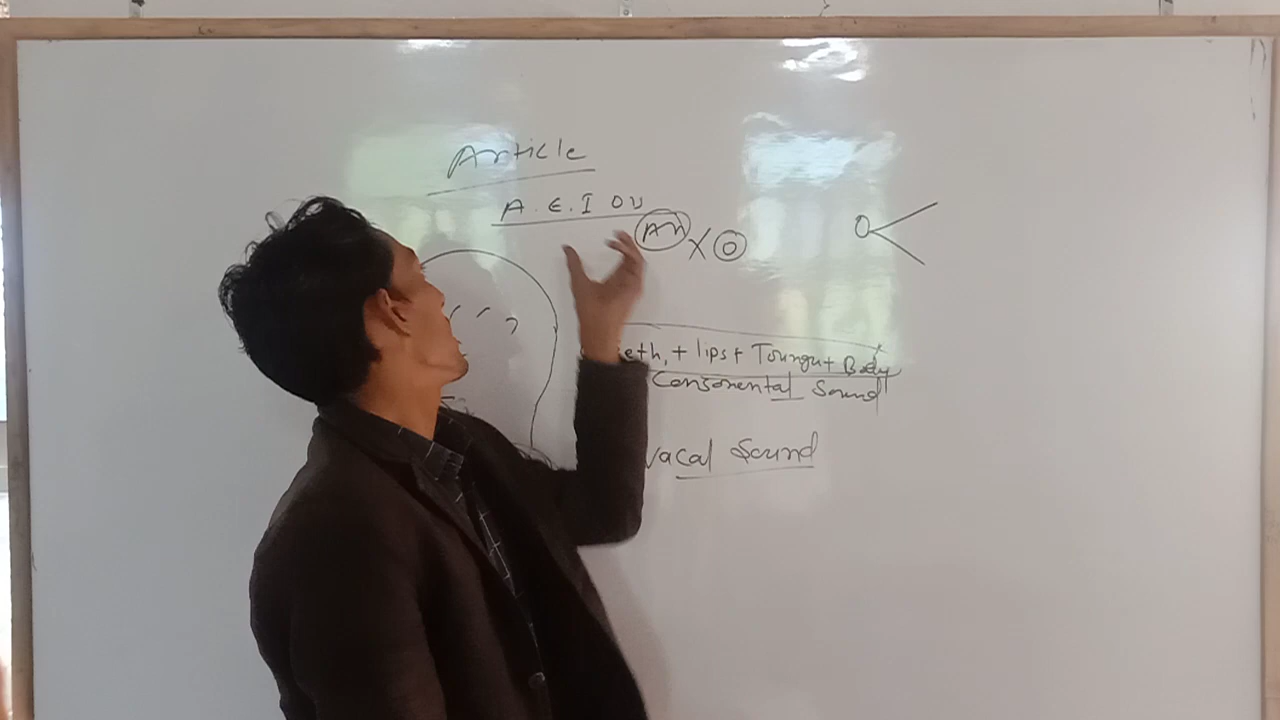 Article
A. E. I O U
An X O
O
eth, + lips + Toungu + Body
Consonental Sound
Vacal Sound